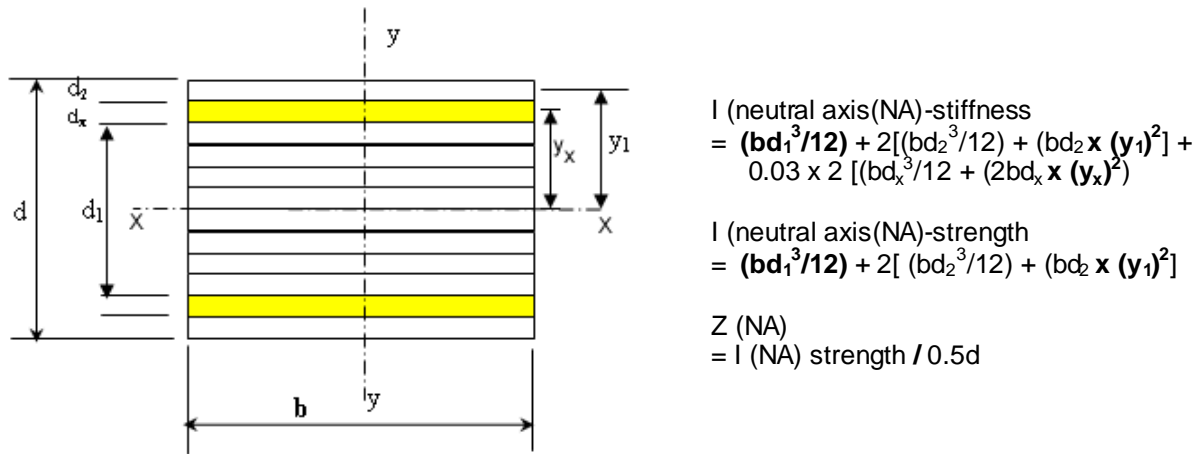 y
d₂
dₓ
d
d₁
X
yₓ
y₁
X
b
y
I (neutral axis(NA)-stiffness
= (bd₁³/12) + 2[(bd₂³/12) + (bd₂ x (y₁)²] +
0.03 x 2 [(bdₓ³/12 + (2bdₓ x (yₓ)²)
I (neutral axis(NA)-strength
= (bd₁³/12) + 2[ (bd₂³/12) + (bd₂ x (y₁)²]
Z (NA)
= I (NA) strength / 0.5d